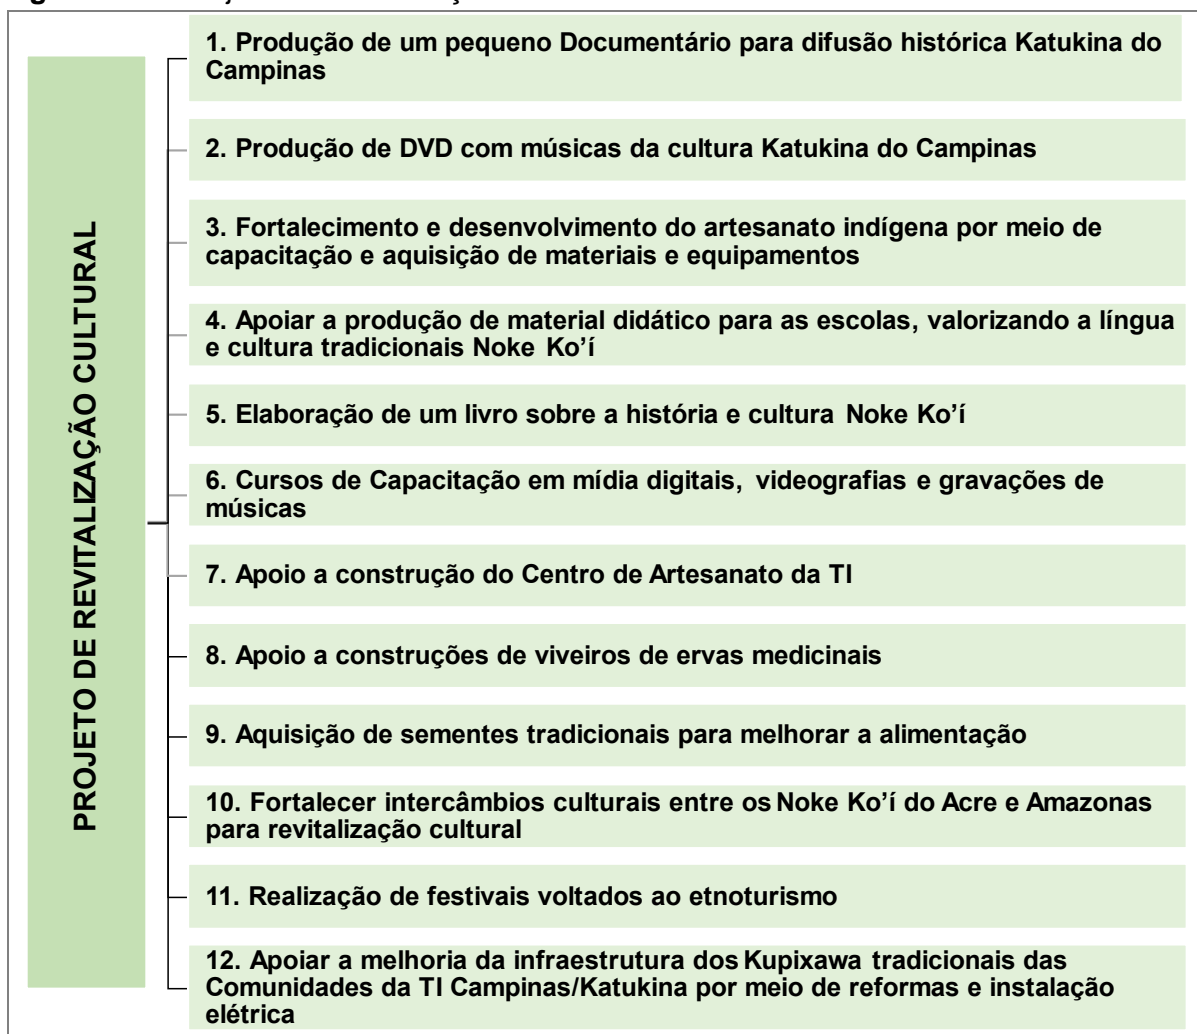 PROJETO DE REVITALIZAÇÃO CULTURAL
1. Produção de um pequeno Documentário para difusão histórica Katukina do
Campinas
2. Produção de DVD com músicas da cultura Katukina do Campinas
3. Fortalecimento e desenvolvimento do artesanato indígena por meio de
capacitação e aquisição de materiais e equipamentos
4. Apoiar a produção de material didático para as escolas, valorizando a língua
e cultura tradicionais Noke Ko’í
5. Elaboração de um livro sobre a história e cultura Noke Ko’í
6. Cursos de Capacitação em mídia digitais, videografias e gravações de
músicas
7. Apoio a construção do Centro de Artesanato da TI
8. Apoio a construções de viveiros de ervas medicinais
9. Aquisição de sementes tradicionais para melhorar a alimentação
10. Fortalecer intercâmbios culturais entre os Noke Ko’í do Acre e Amazonas
para revitalização cultural
11. Realização de festivais voltados ao etnoturismo
12. Apoiar a melhoria da infraestrutura dos Kupixawa tradicionais das
Comunidades da TI Campinas/Katukina por meio de reformas e instalação
elétrica